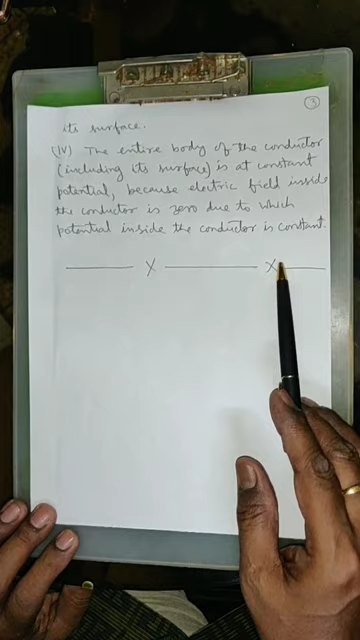 3
its surface.
(iv) The entire body of the conductor
(including its surface) is at constant
potential, because electric field inside
the conductor is zero due to which
potential inside the conductor is constant.
X X